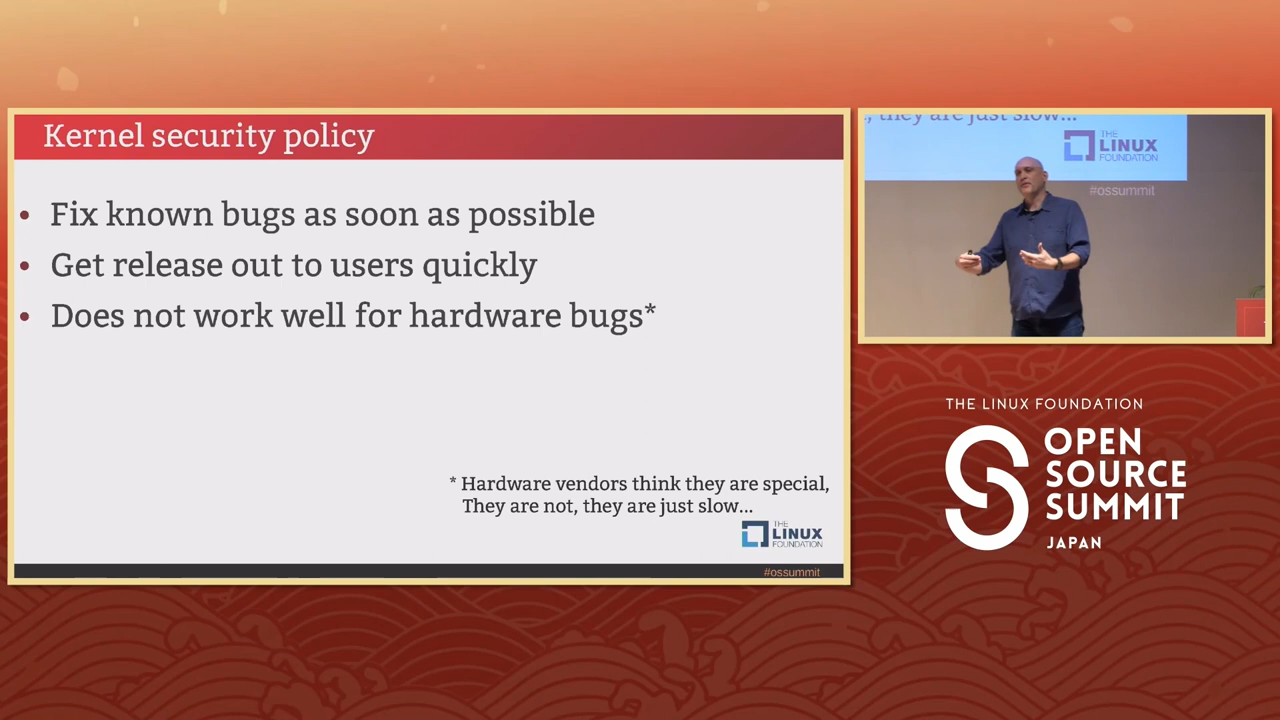 Kernel security policy
• Fix known bugs as soon as possible
• Get release out to users quickly
• Does not work well for hardware bugs*
* Hardware vendors think they are special,
They are not, they are just slow...
THE
LINUX
FOUNDATION
#ossummit
, they are just slow...
THE
LINUX
FOUNDATION
#ossummit
THE LINUX FOUNDATION
OPEN
SOURCE
SUMMIT
JAPAN